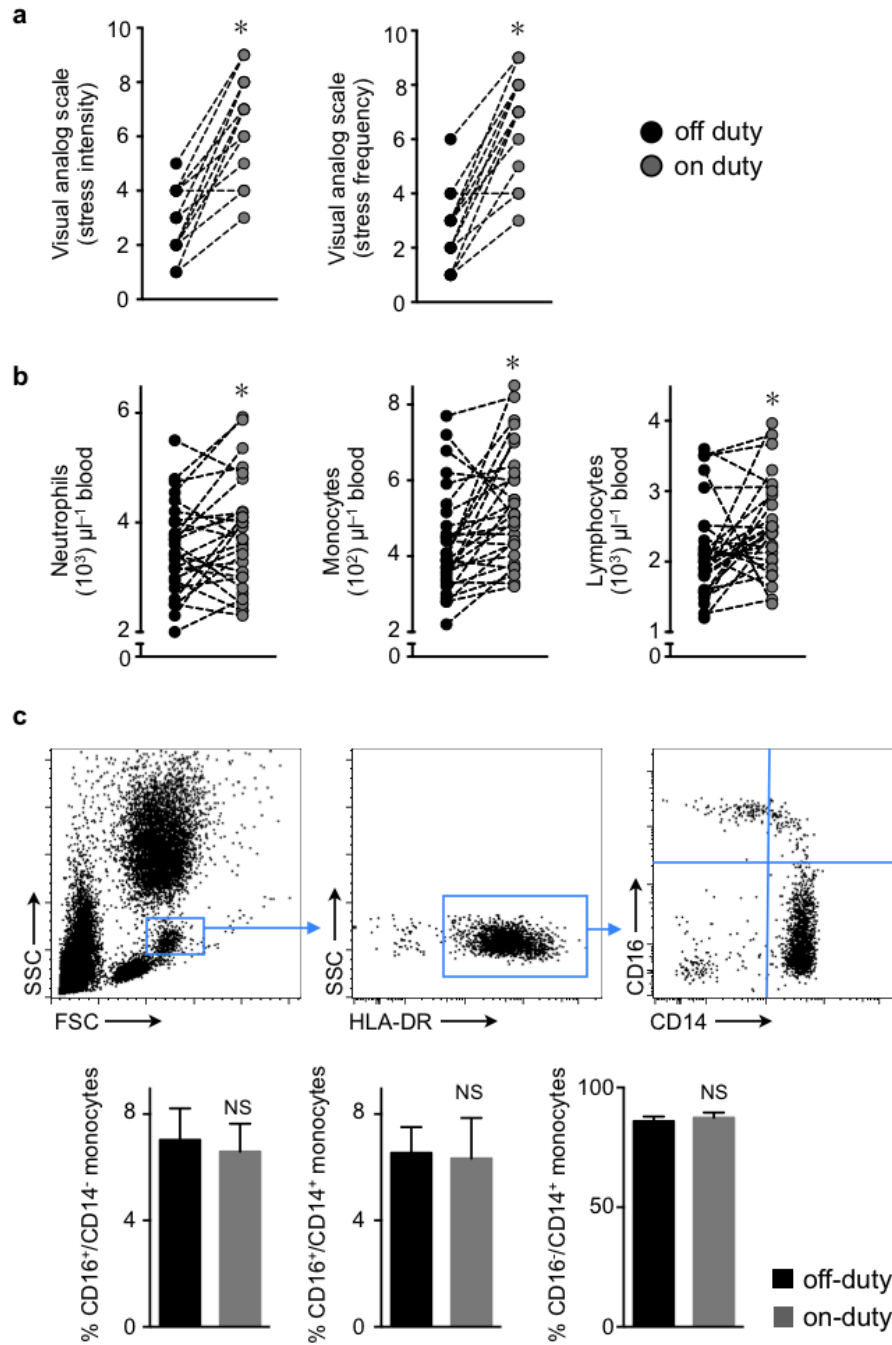 a
Visual analog scale
(stress intensity)
10
8
6
4
2
0
*
Visual analog scale
(stress frequency)
10
8
6
4
2
0
*
off duty
on duty
b
Neutrophils
(10³) µl⁻¹ blood
6
4
2
0
*
Monocytes
(10²) µl⁻¹ blood
8
6
4
2
0
*
Lymphocytes
(10³) µl⁻¹ blood
4
3
2
1
0
*
c
SSC
FSC
SSC
HLA-DR
CD16
CD14
% CD16⁺/CD14⁻ monocytes
8
4
0
NS
% CD16⁺/CD14⁺ monocytes
8
4
0
NS
% CD16⁻/CD14⁺ monocytes
100
50
0
NS
off-duty
on-duty